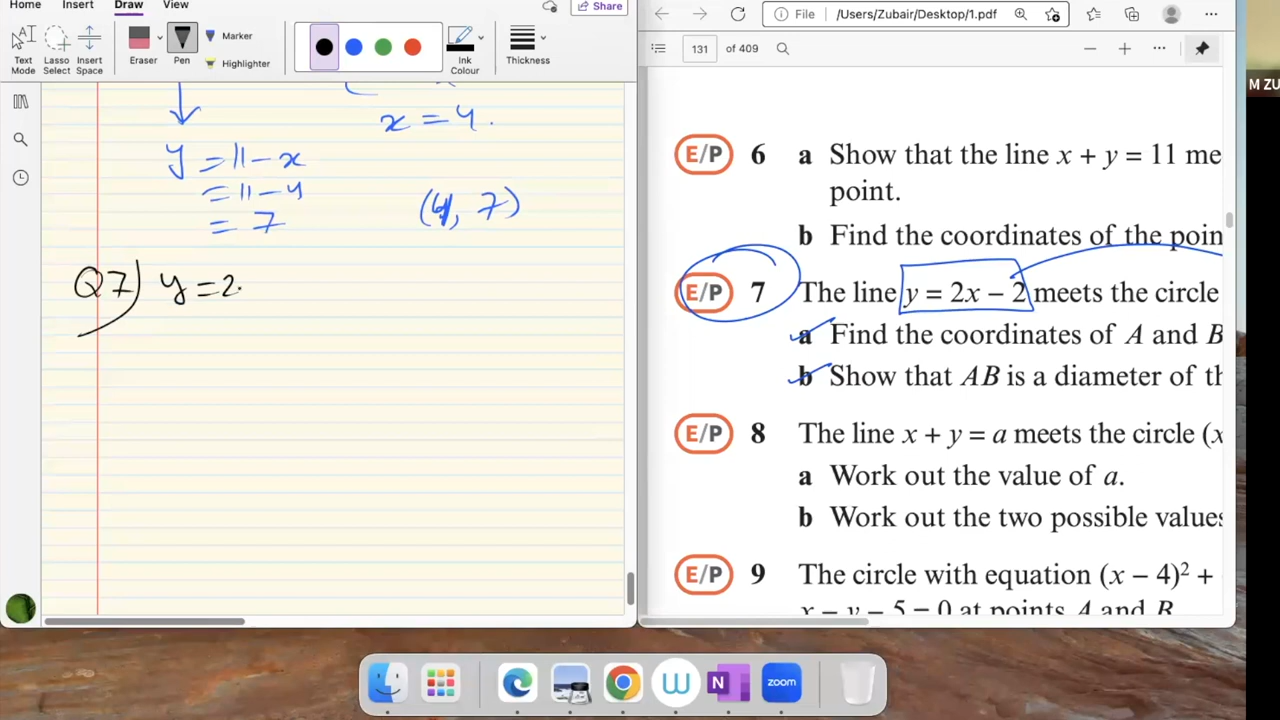 Home Insert Draw View
Share
Text Mode
Lasso Select
Insert Space
Eraser
Pen
Marker
Highlighter
Ink Colour
Thickness
File /Users/Zubair/Desktop/1.pdf
131 of 409
x = 4.
y = 11 - x
= 11 - 4
= 7
(4, 7)
Q7) y = 2
E/P 6 a Show that the line x + y = 11 me
point.
b Find the coordinates of the poin
E/P 7 The line y = 2x − 2 meets the circle
a Find the coordinates of A and B
b Show that AB is a diameter of th
E/P 8 The line x + y = a meets the circle (x
a Work out the value of a.
b Work out the two possible values
E/P 9 The circle with equation (x − 4)² +
x − y − 5 = 0 at points A and B
M ZU
zoom